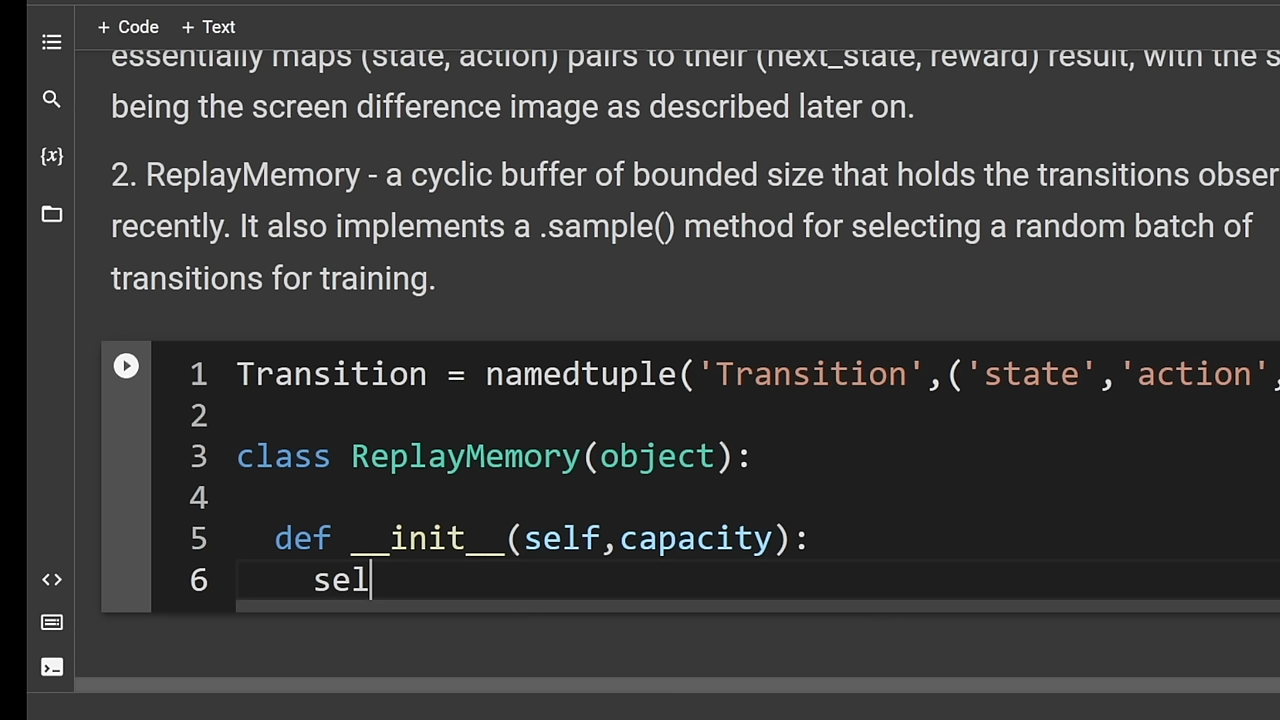 + Code + Text
essentially maps (state, action) pairs to their (next_state, reward) result, with the s
being the screen difference image as described later on.
2. ReplayMemory - a cyclic buffer of bounded size that holds the transitions obser
recently. It also implements a .sample() method for selecting a random batch of
transitions for training.
{x}
1 Transition = namedtuple('Transition',('state','action',
2
3 class ReplayMemory(object):
4
5 def __init__(self,capacity):
6 sel